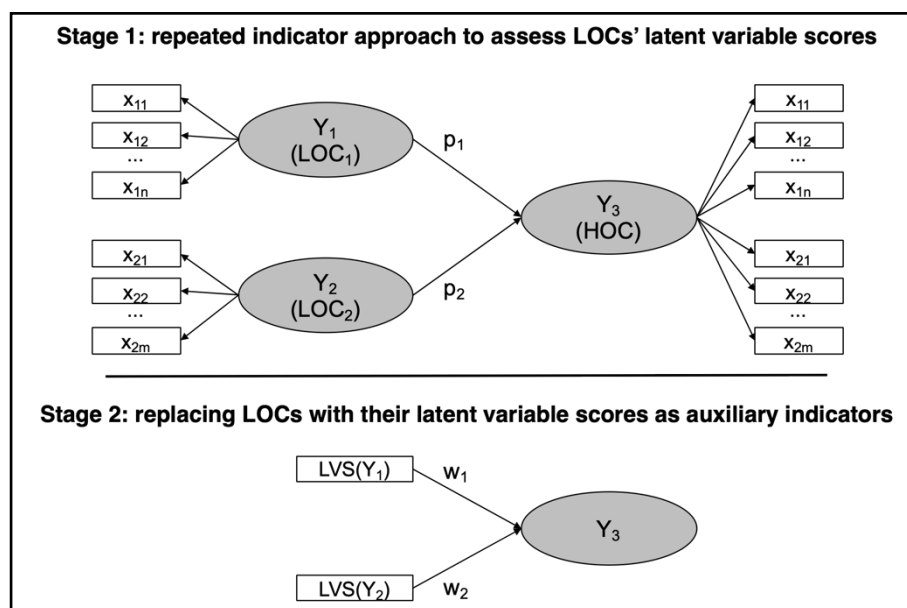 Stage 1: repeated indicator approach to assess LOCs’ latent variable scores
x₁₁
x₁₂
...
x₁ₙ
Y₁
(LOC₁)
p₁
x₂₁
x₂₂
...
x₂ₘ
Y₂
(LOC₂)
p₂
Y₃
(HOC)
x₁₁
x₁₂
...
x₁ₙ
x₂₁
x₂₂
...
x₂ₘ
Stage 2: replacing LOCs with their latent variable scores as auxiliary indicators
LVS(Y₁)
w₁
Y₃
LVS(Y₂)
w₂